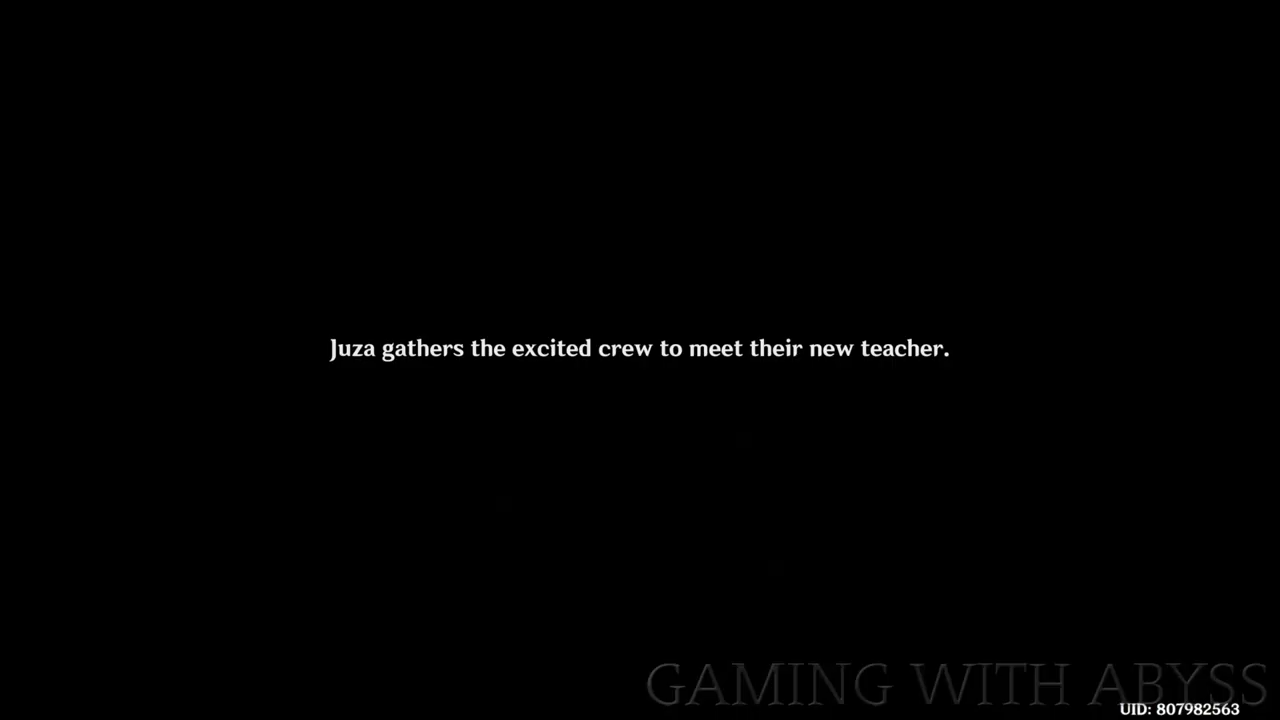 Juza gathers the excited crew to meet their new teacher.
GAMING WITH ABYSS
UID: 807982563